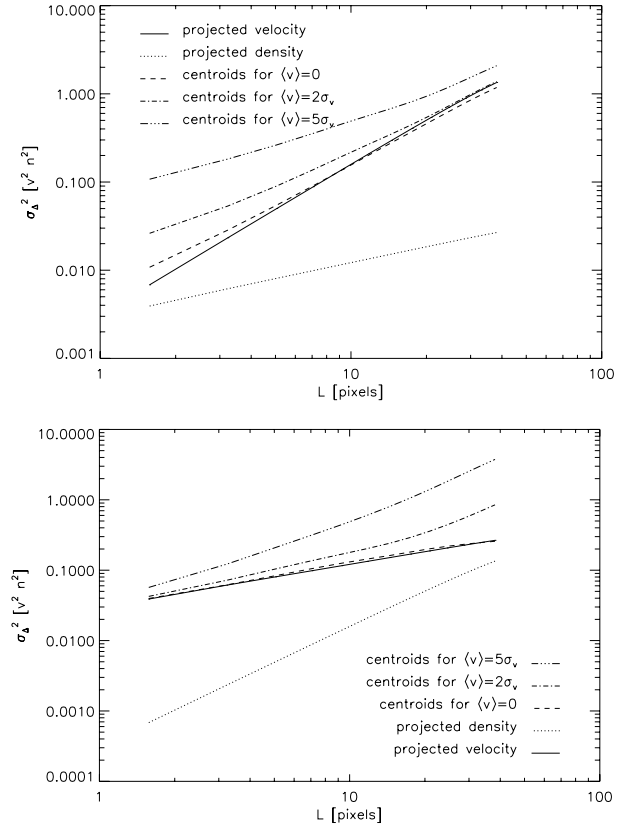 10.000
1.000
0.100
0.010
0.001
σΔ² [v² n²]
projected velocity
projected density
centroids for ⟨v⟩=0
centroids for ⟨v⟩=2σᵥ
centroids for ⟨v⟩=5σᵥ
1 10 100
L [pixels]
10.0000
1.0000
0.1000
0.0100
0.0010
0.0001
σΔ² [v² n²]
centroids for ⟨v⟩=5σᵥ
centroids for ⟨v⟩=2σᵥ
centroids for ⟨v⟩=0
projected density
projected velocity
1 10 100
L [pixels]